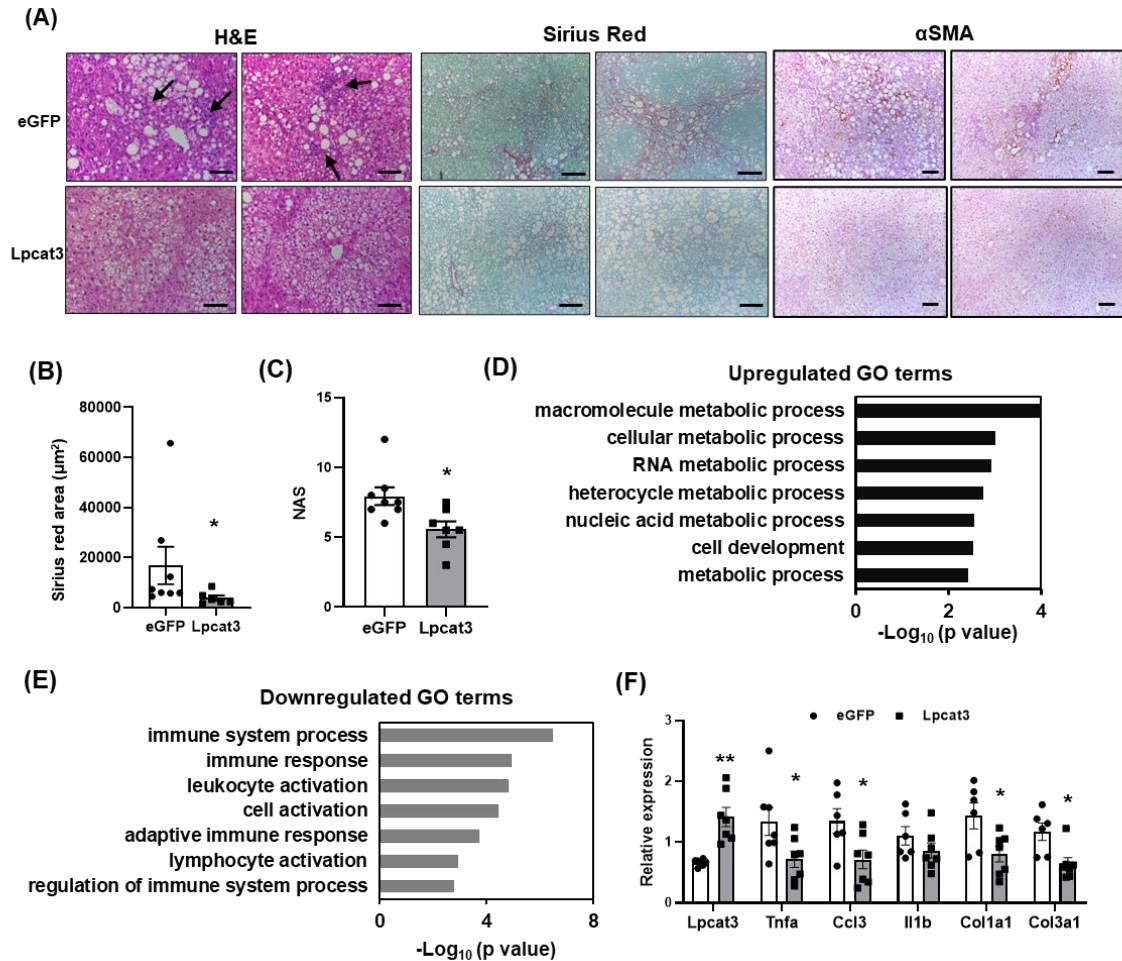 (A)
H&E
Sirius Red
αSMA
eGFP
Lpcat3
(B)
Sirius red area (µm²)
80000
60000
40000
20000
0
eGFP Lpcat3
*
(C)
NAS
15
10
5
0
eGFP Lpcat3
*
(D)
Upregulated GO terms
macromolecule metabolic process
cellular metabolic process
RNA metabolic process
heterocycle metabolic process
nucleic acid metabolic process
cell development
metabolic process
0 2 4
-Log₁₀ (p value)
(E)
Downregulated GO terms
immune system process
immune response
leukocyte activation
cell activation
adaptive immune response
lymphocyte activation
regulation of immune system process
0 4 8
-Log₁₀ (p value)
(F)
eGFP Lpcat3
Relative expression
3
2
1
0
** * * * *
Lpcat3 Tnfa Ccl3 Il1b Col1a1 Col3a1